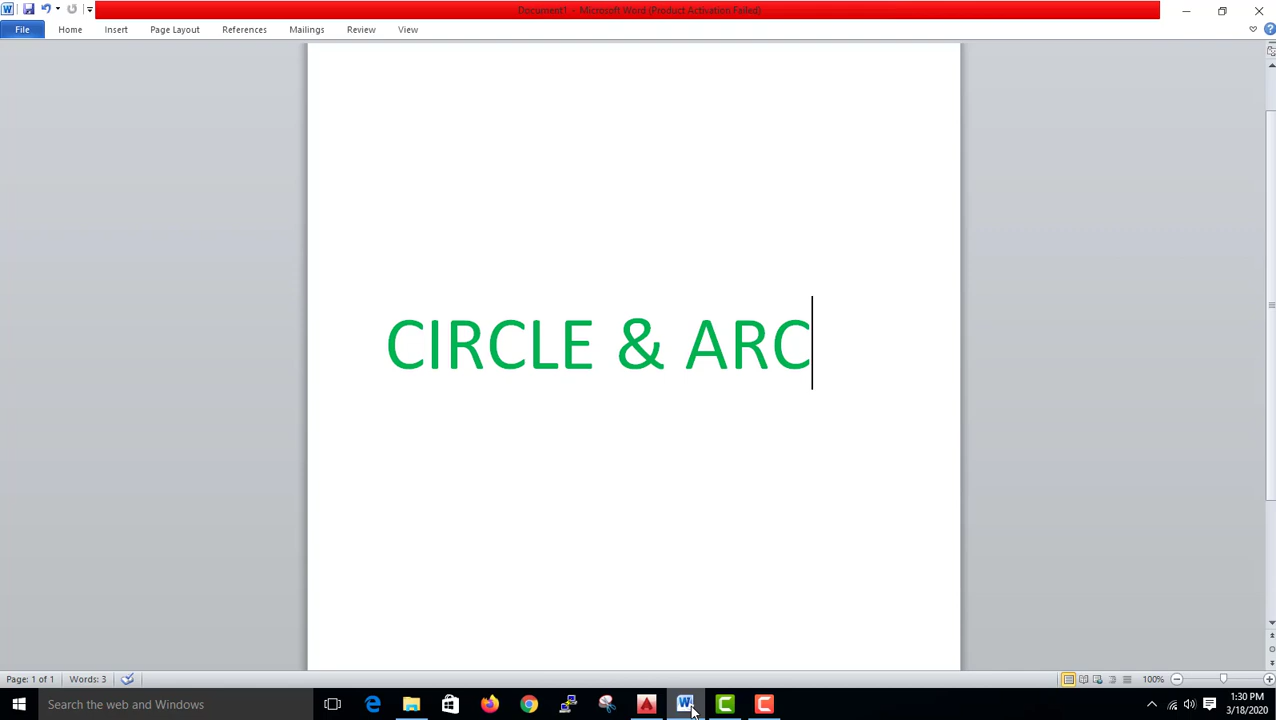 Document1 - Microsoft Word (Product Activation Failed)
File Home Insert Page Layout References Mailings Review View
CIRCLE & ARC
Page: 1 of 1 Words: 3 100%
Search the web and Windows
1:30 PM
3/18/2020